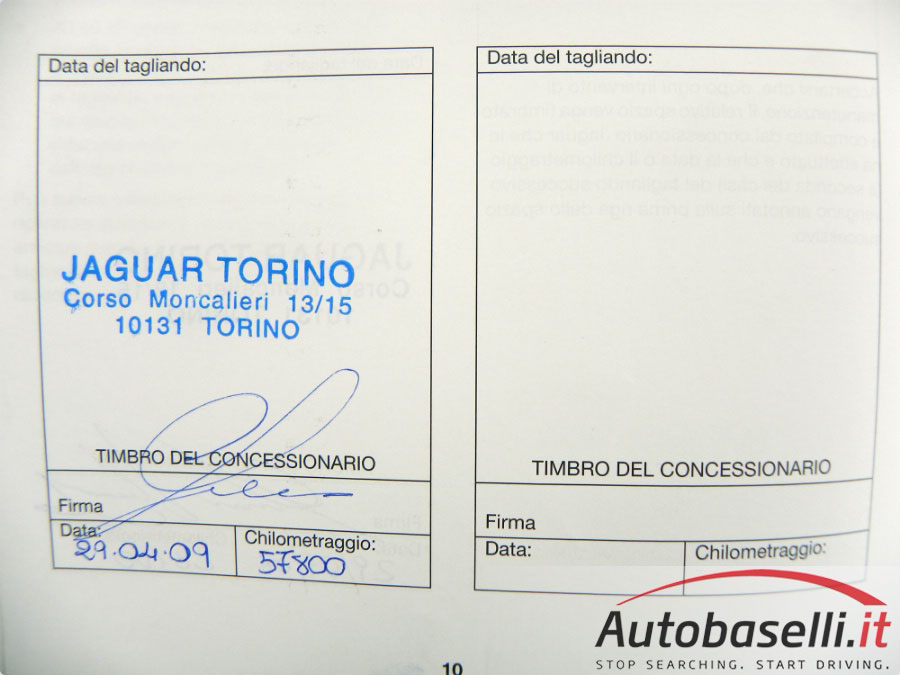 Data del tagliando:
JAGUAR TORINO
Corso Moncalieri 13/15
10131 TORINO
TIMBRO DEL CONCESSIONARIO
Firma
Data:
29.04.09
Chilometraggio:
57800
Data del tagliando:
TIMBRO DEL CONCESSIONARIO
Firma
Data:
Chilometraggio:
10
Autobaselli.it
STOP SEARCHING. START DRIVING.